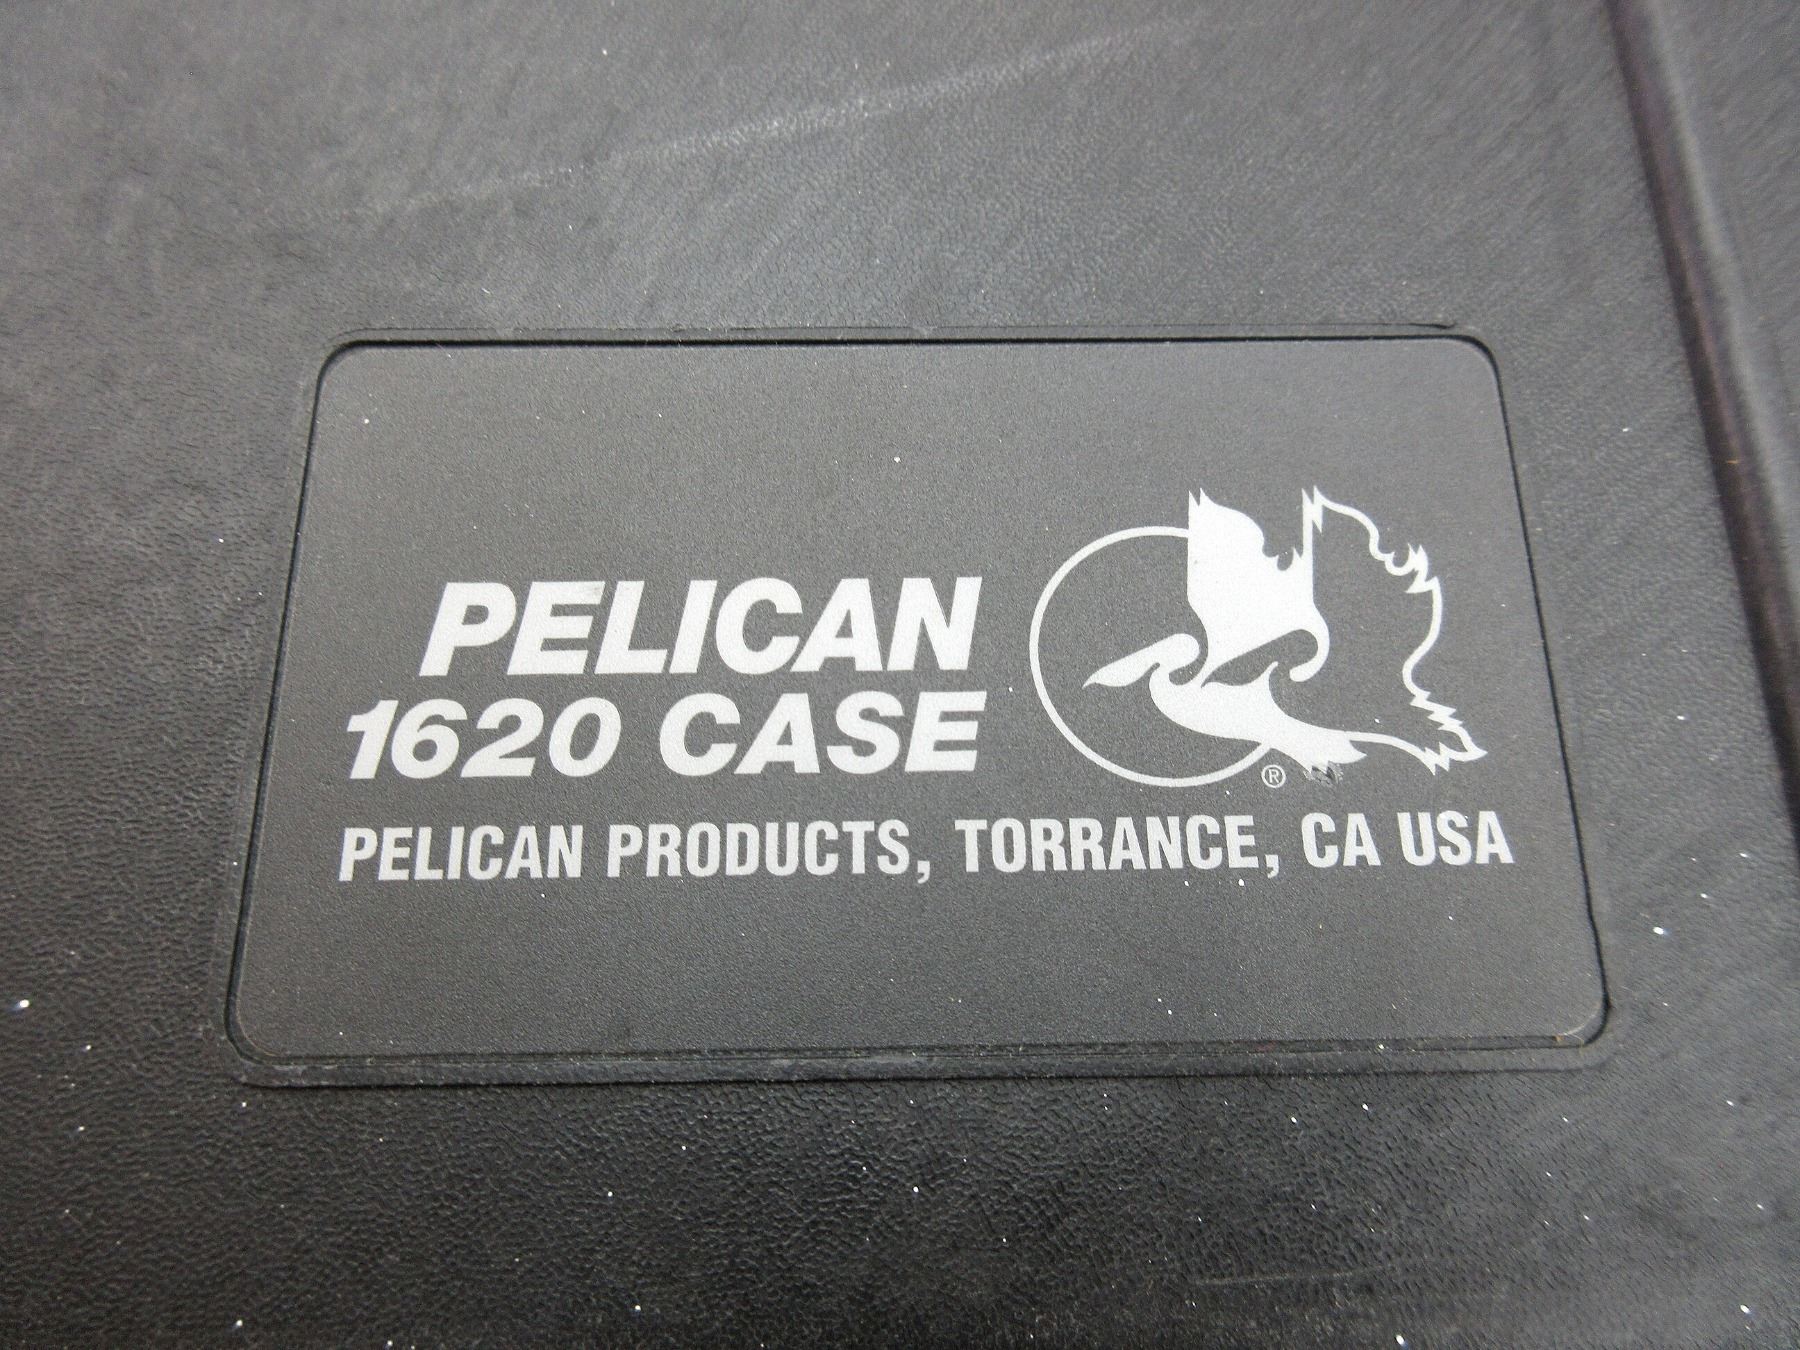 PELICAN
1620 CASE
®
PELICAN PRODUCTS, TORRANCE, CA USA